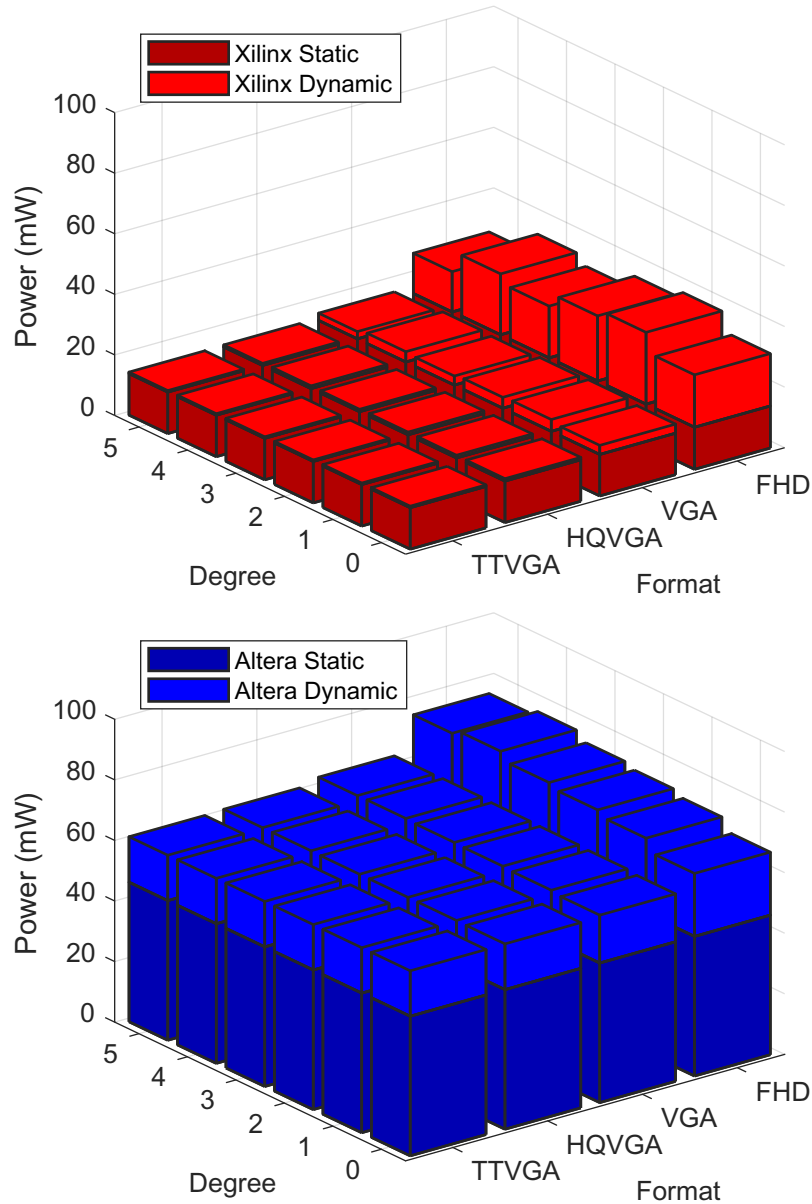 Xilinx Static
Xilinx Dynamic
100
80
60
40
20
0
Power (mW)
5
4
3
2
1
0
Degree
TTVGA
HQVGA
VGA
FHD
Format
Altera Static
Altera Dynamic
100
80
60
40
20
0
Power (mW)
5
4
3
2
1
0
Degree
TTVGA
HQVGA
VGA
FHD
Format